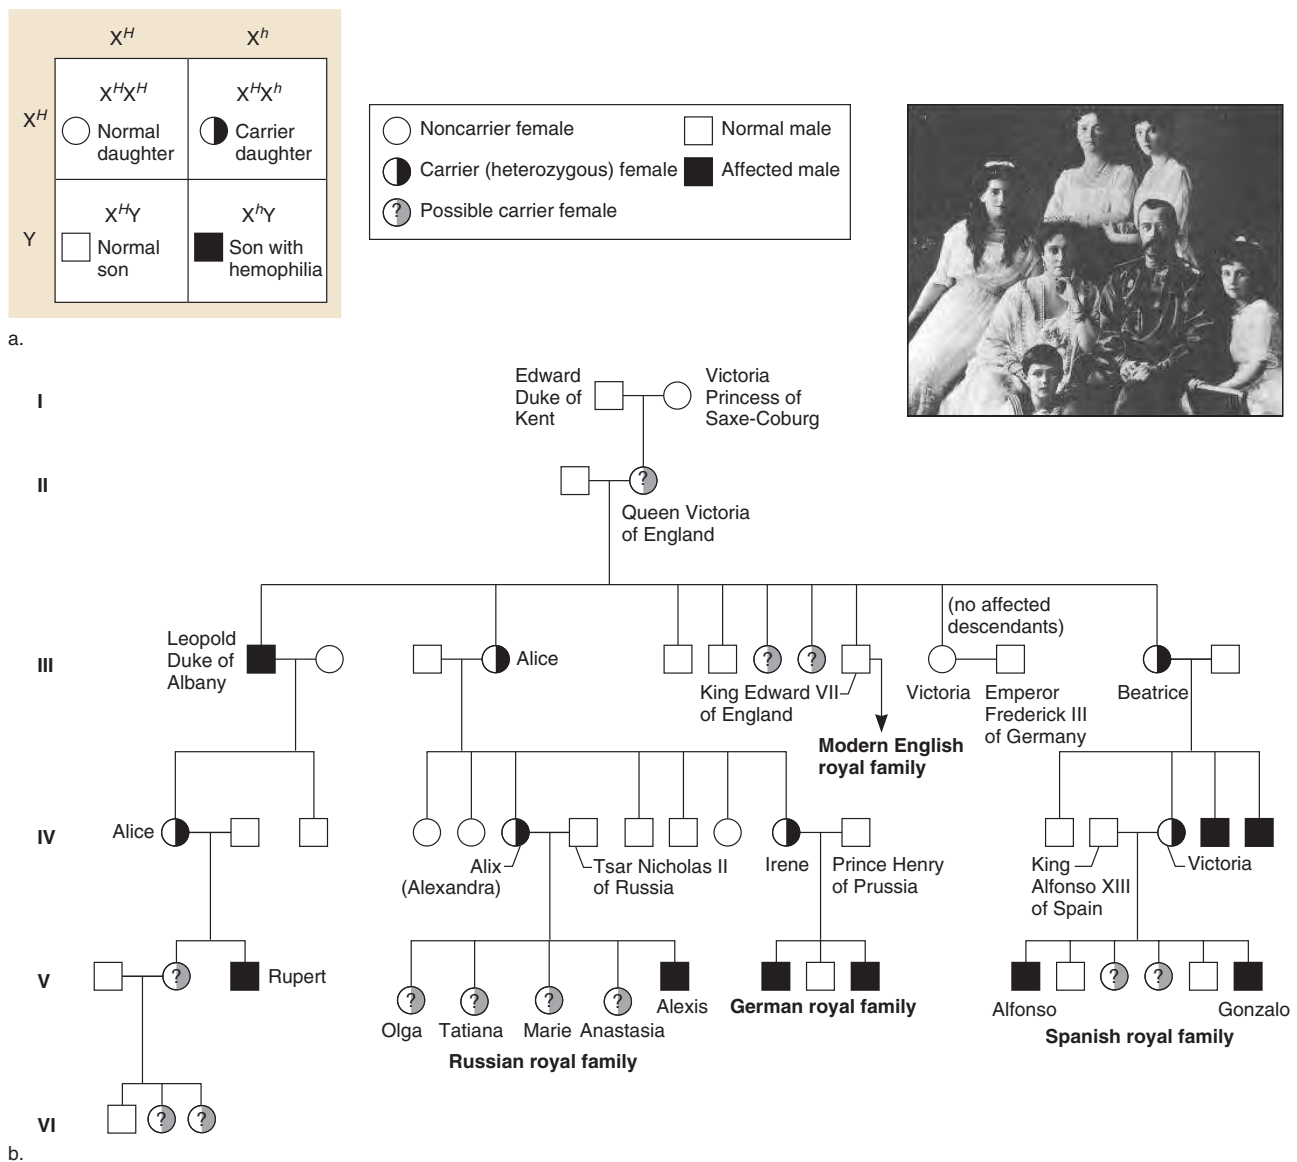 X^H
X^h
X^H
X^HX^H
Normal
daughter
X^HX^h
Carrier
daughter
Y
X^HY
Normal
son
X^hY
Son with
hemophilia
a.
Noncarrier female
Normal male
Carrier (heterozygous) female
Affected male
?
Possible carrier female
I
Edward
Duke of
Kent
Victoria
Princess of
Saxe-Coburg
II
?
Queen Victoria
of England
III
Leopold
Duke of
Albany
Alice
?
?
King Edward VII
of England
Modern English
royal family
(no affected
descendants)
Victoria
Emperor
Frederick III
of Germany
Beatrice
IV
Alice
Alix
(Alexandra)
Tsar Nicholas II
of Russia
Irene
Prince Henry
of Prussia
King
Alfonso XIII
of Spain
Victoria
V
?
Rupert
?
?
?
?
Olga
Tatiana
Marie
Anastasia
Alexis
Russian royal family
German royal family
?
?
Alfonso
Gonzalo
Spanish royal family
VI
?
?
b.